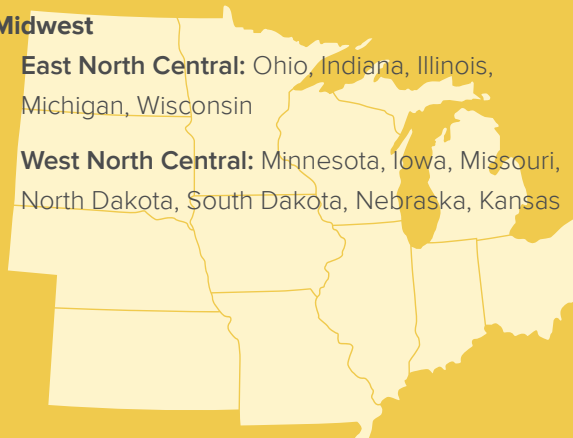 Midwest
East North Central: Ohio, Indiana, Illinois,
Michigan, Wisconsin
West North Central: Minnesota, Iowa, Missouri,
North Dakota, South Dakota, Nebraska, Kansas